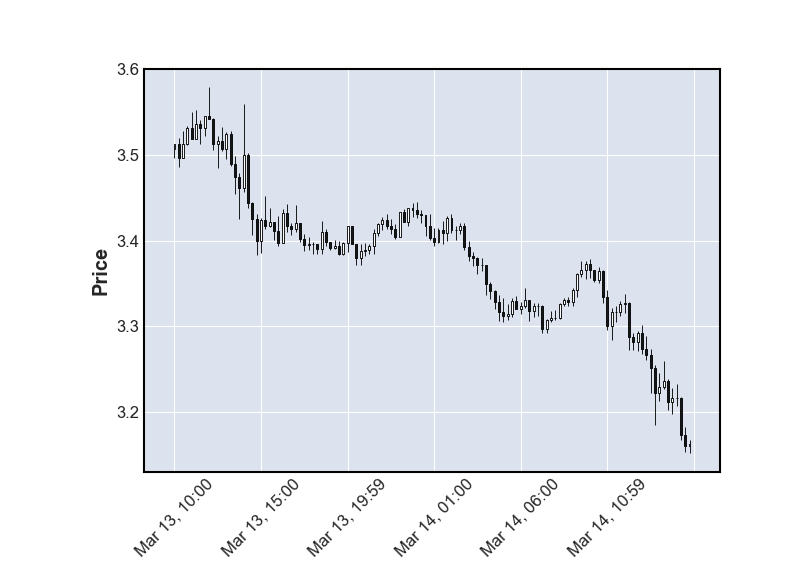 3.6
3.5
3.4
3.3
3.2
Price
Mar 13, 10:00
Mar 13, 15:00
Mar 13, 19:59
Mar 14, 01:00
Mar 14, 06:00
Mar 14, 10:59